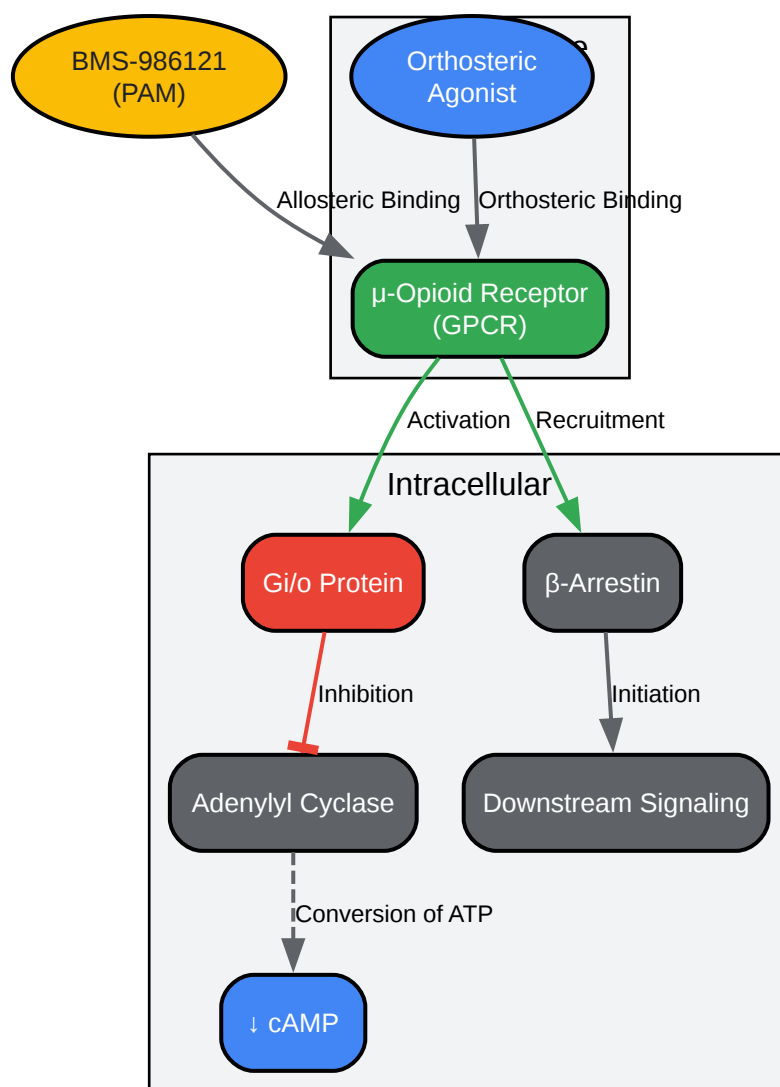 BMS-986121
(PAM)
Orthosteric
Agonist
Allosteric Binding
Orthosteric Binding
μ-Opioid Receptor
(GPCR)
Activation
Recruitment
Intracellular
Gi/o Protein
β-Arrestin
Inhibition
Initiation
Adenylyl Cyclase
Downstream Signaling
Conversion of ATP
↓ cAMP